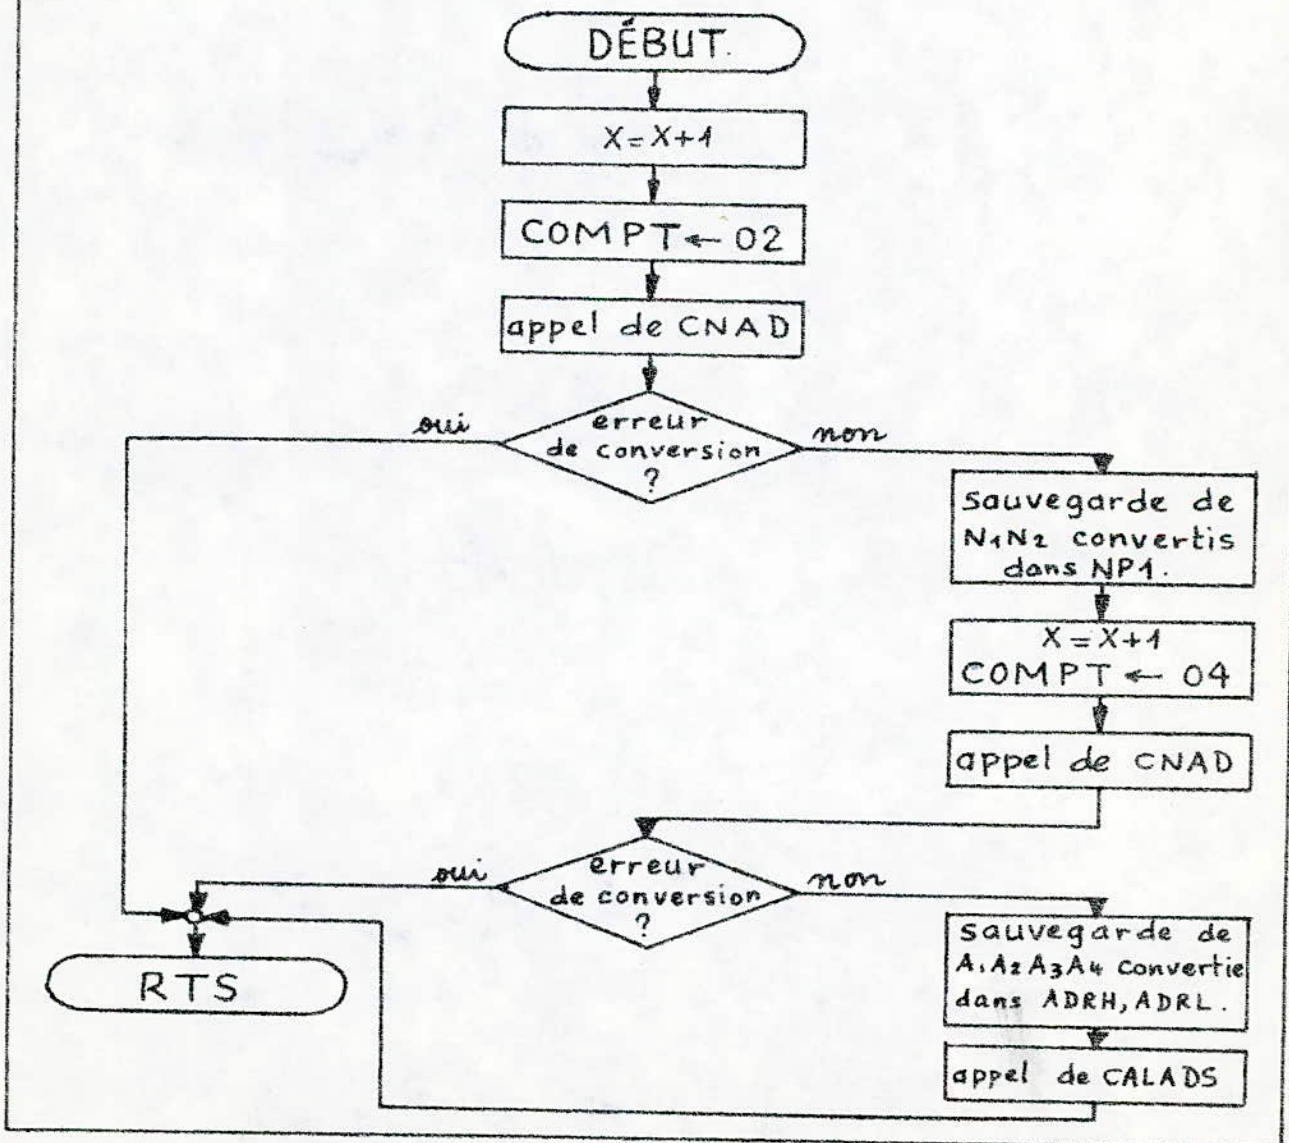 DÉBUT.
X=X+1
COMPT ← 02
appel de CNAD
oui
erreur
de conversion
?
non
sauvegarde de
N1N2 convertis
dans NP1.
X=X+1
COMPT ← 04
appel de CNAD
oui
erreur
de conversion
?
non
sauvegarde de
A1A2A3A4 convertie
dans ADRH, ADRL.
appel de CALADS
RTS